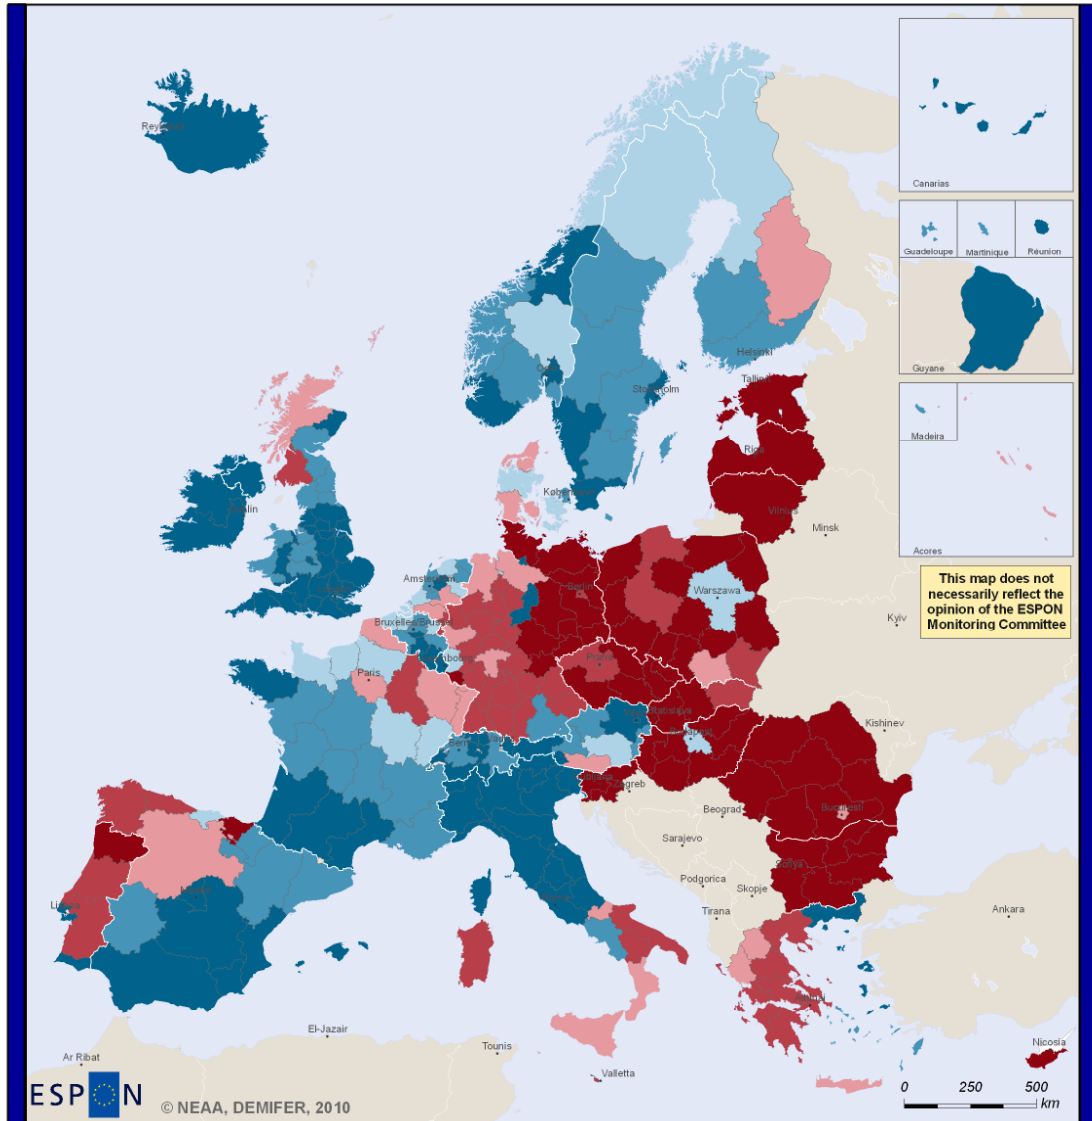 Reykjavik
Canarias
Guadeloupe
Martinique
Réunion
Guyane
Madeira
Acores
This map does not
necessarily reflect the
opinion of the ESPON
Monitoring Committee
Helsinki
Oslo
Stockholm
Tallinn
Riga
København
Vilnius
Minsk
Dublin
Amsterdam
Berlin
Warszawa
Kyiv
Bruxelles/Brussel
Luxembourg
Praha
Paris
Bratislava
Kishinev
Bern
Budapest
Ljubljana
Zagreb
Beograd
Bucuresti
Sarajevo
Sofiya
Podgorica
Skopje
Tirana
Ankara
Madrid
Lisboa
Athinai
El-Jazair
Tounis
Ar Ribat
Valletta
Nicosia
ESPON
© NEAA, DEMIFER, 2010
0 250 500
km